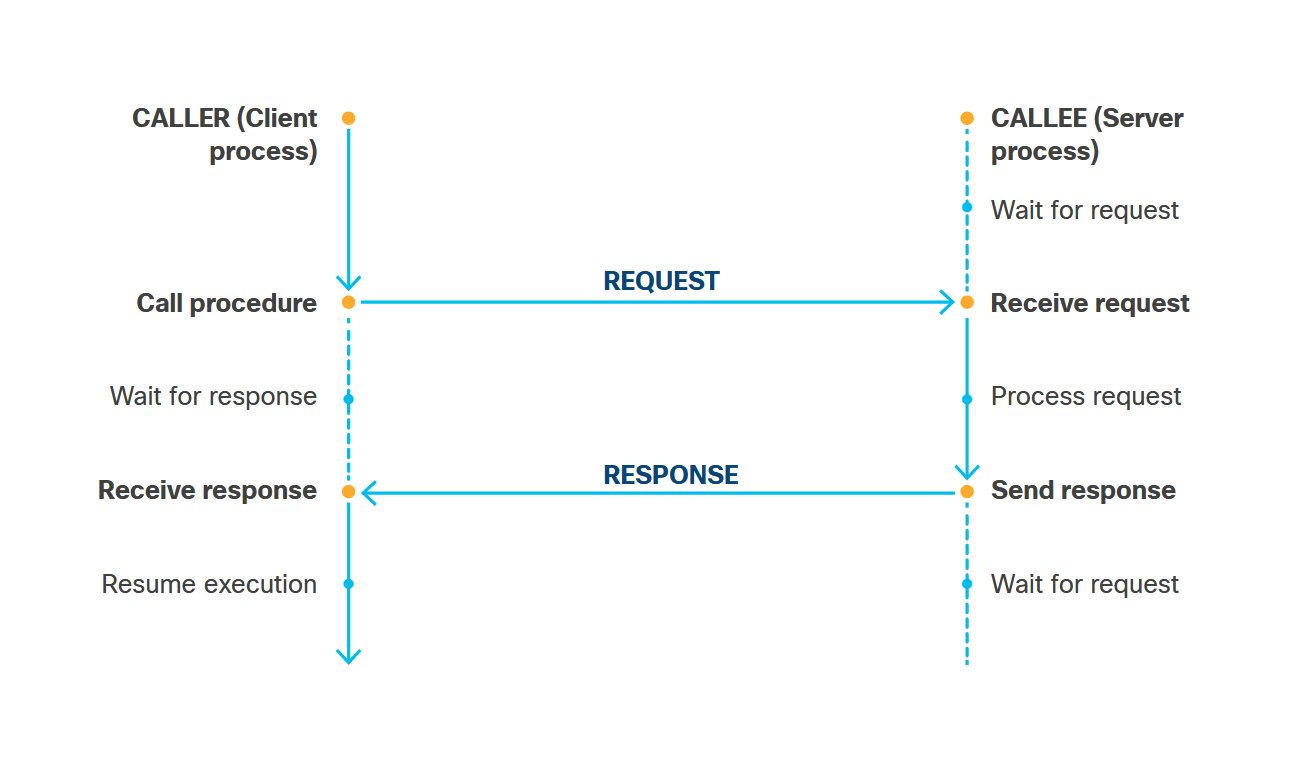 CALLER (Client
process)
CALLEE (Server
process)
Wait for request
REQUEST
Call procedure
Receive request
Wait for response
Process request
RESPONSE
Receive response
Send response
Resume execution
Wait for request